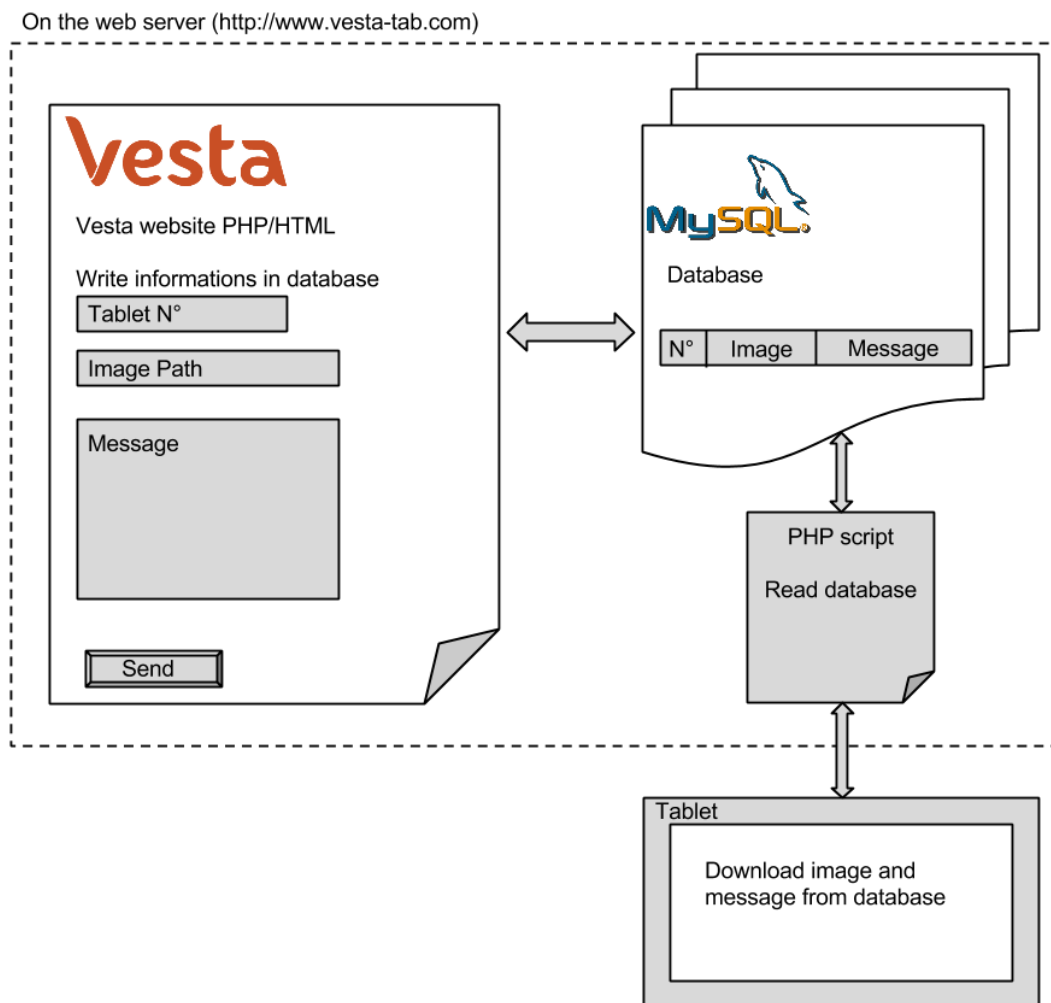 On the web server (http://www.vesta-tab.com)
Vesta
Vesta website PHP/HTML
Write informations in database
Tablet N°
Image Path
Message
Send
MySQL.
Database
N° Image Message
PHP script
Read database
Tablet
Download image and
message from database